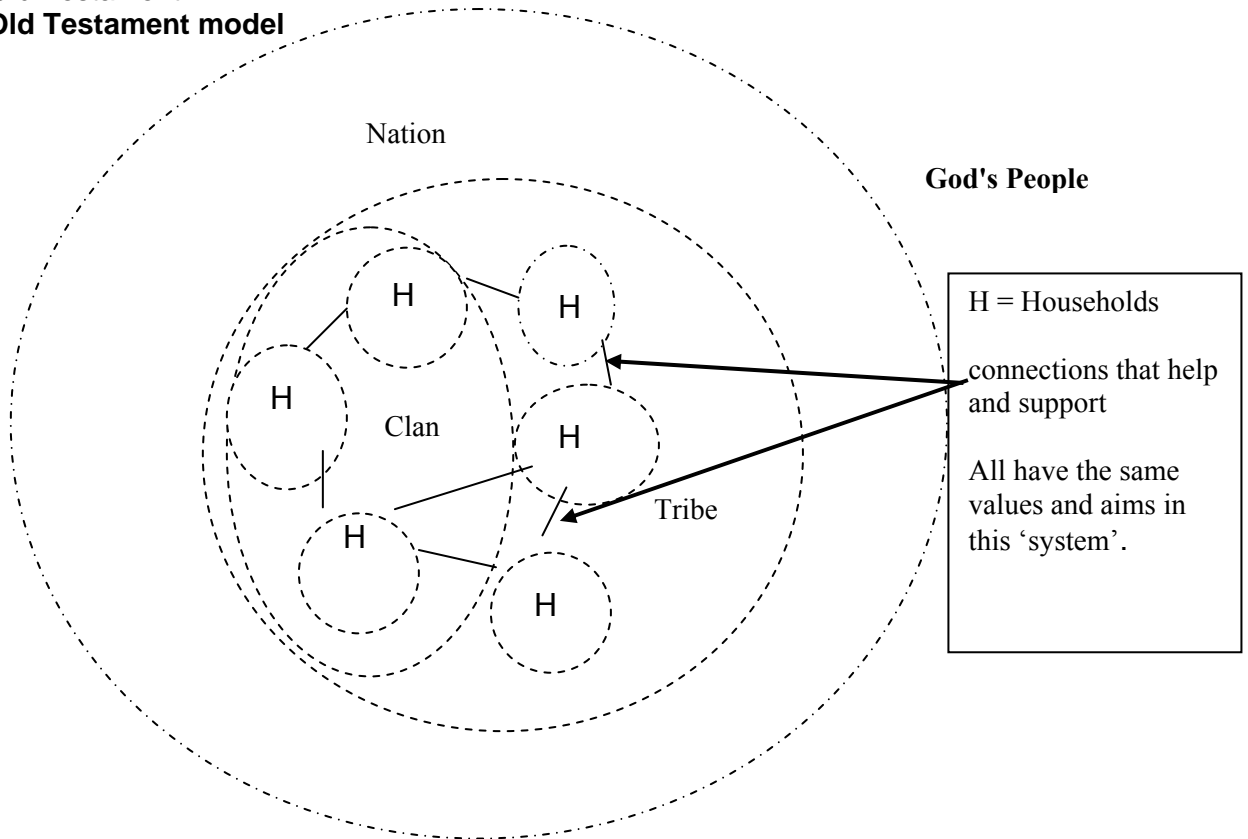 Old Testament model
Nation
God's People
H
H
H
Clan
H
Tribe
H
H
H = Households
connections that help
and support
All have the same
values and aims in
this ‘system’.